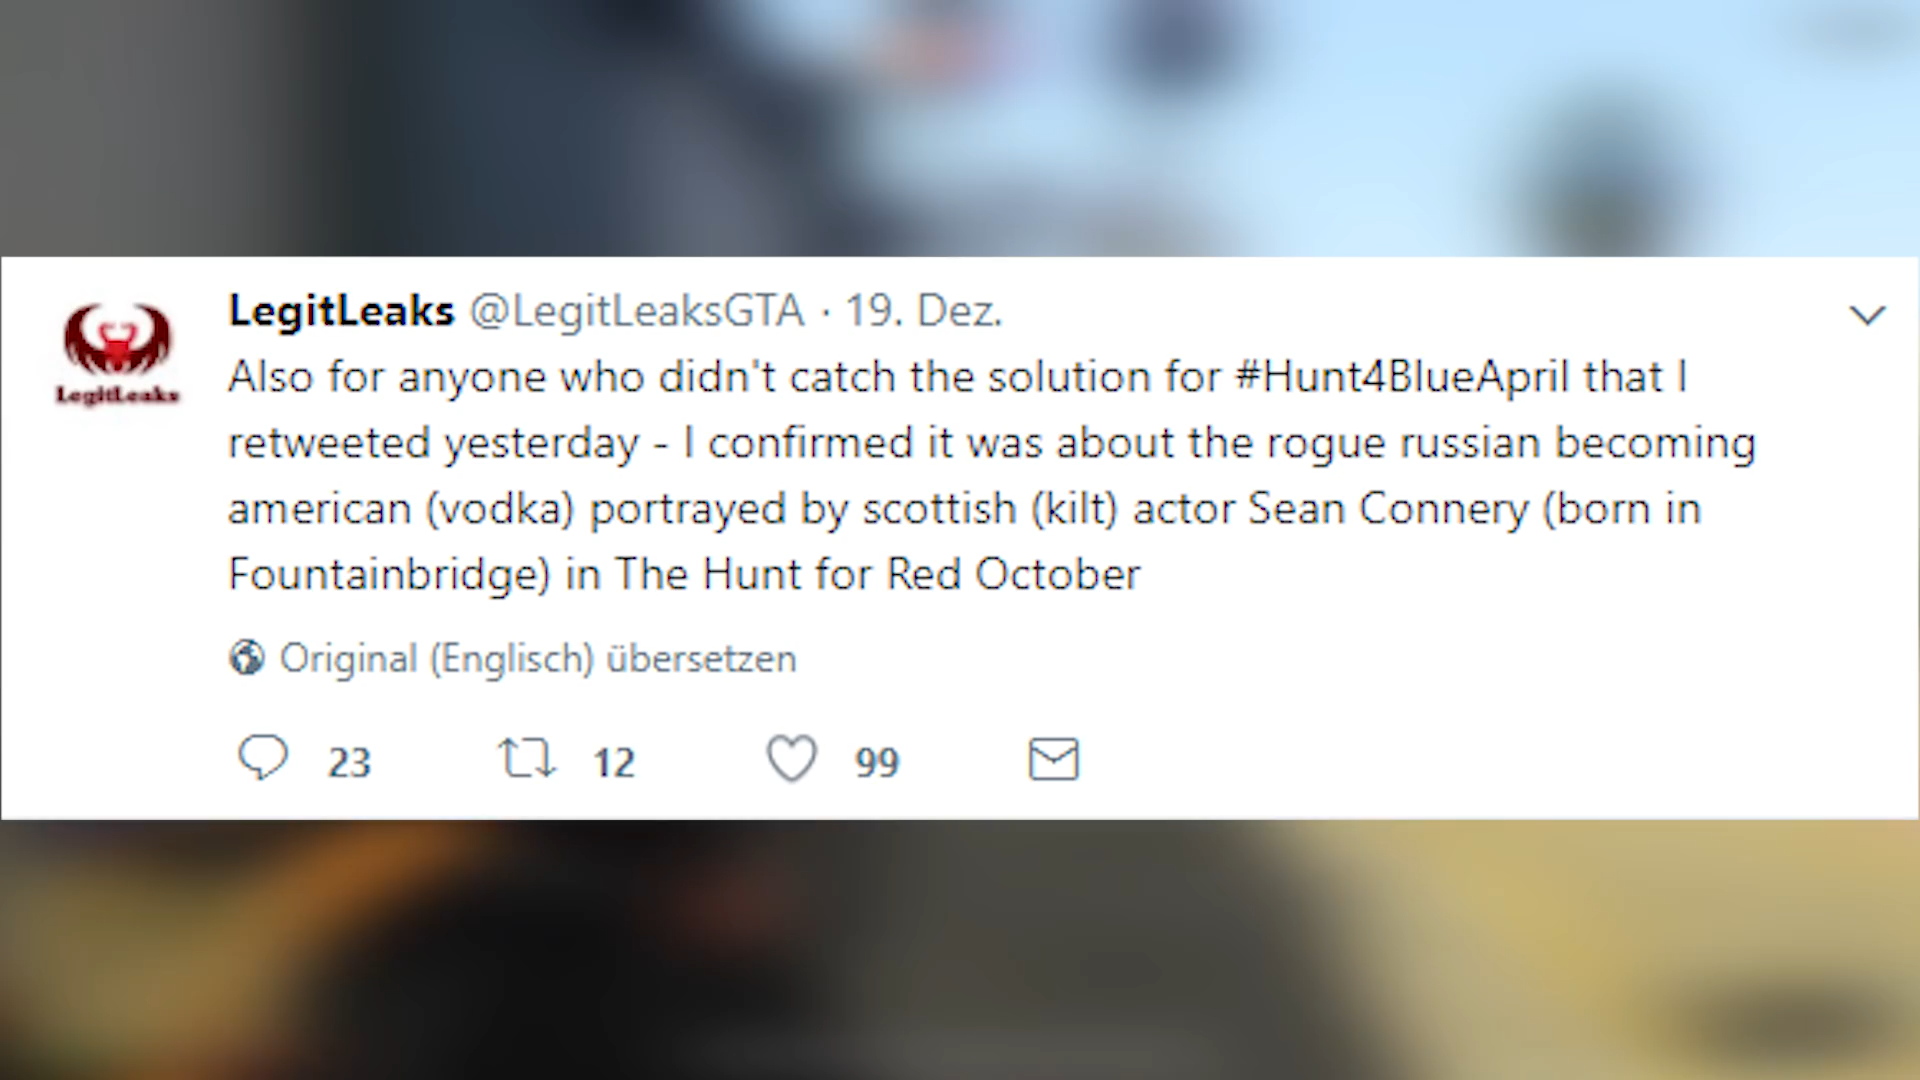 LegitLeaks @LegitLeaksGTA · 19. Dez.
LegitLeaks
Also for anyone who didn't catch the solution for #Hunt4BlueApril that I
retweeted yesterday - I confirmed it was about the rogue russian becoming
american (vodka) portrayed by scottish (kilt) actor Sean Connery (born in
Fountainbridge) in The Hunt for Red October
Original (Englisch) übersetzen
23 12 99